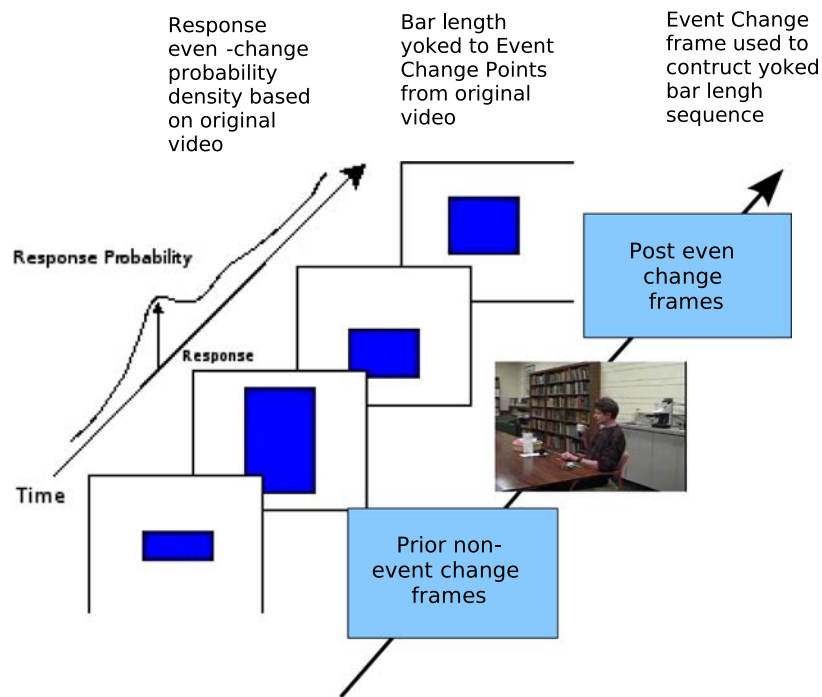 Response
even -change
probability
density based
on original
video
Bar length
yoked to Event
Change Points
from original
video
Event Change
frame used to
contruct yoked
bar lengh
sequence
Response Probability
Response
Time
Post even
change
frames
Prior non-
event change
frames